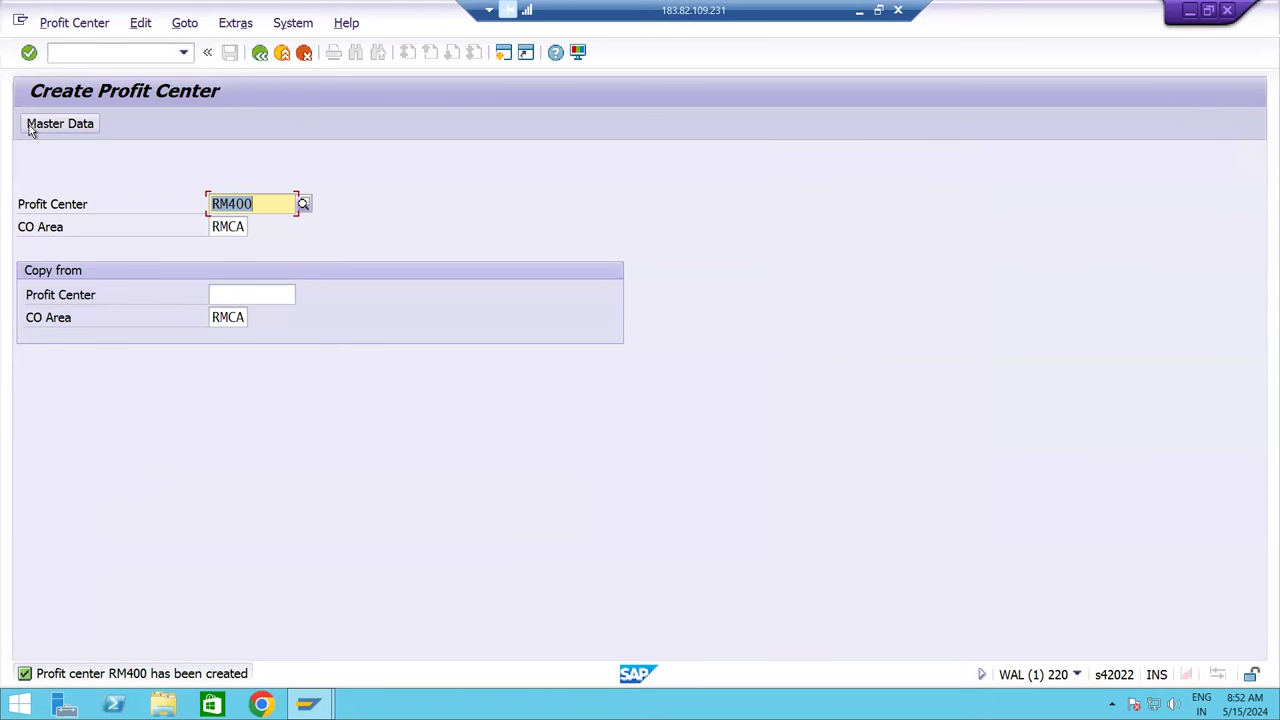 183.82.109.231
Profit Center Edit Goto Extras System Help
Create Profit Center
Master Data
Profit Center RM400
CO Area RMCA
Copy from
Profit Center
CO Area RMCA
Profit center RM400 has been created
SAP
WAL (1) 220 s42022 INS
ENG 8:52 AM
IN 5/15/2024